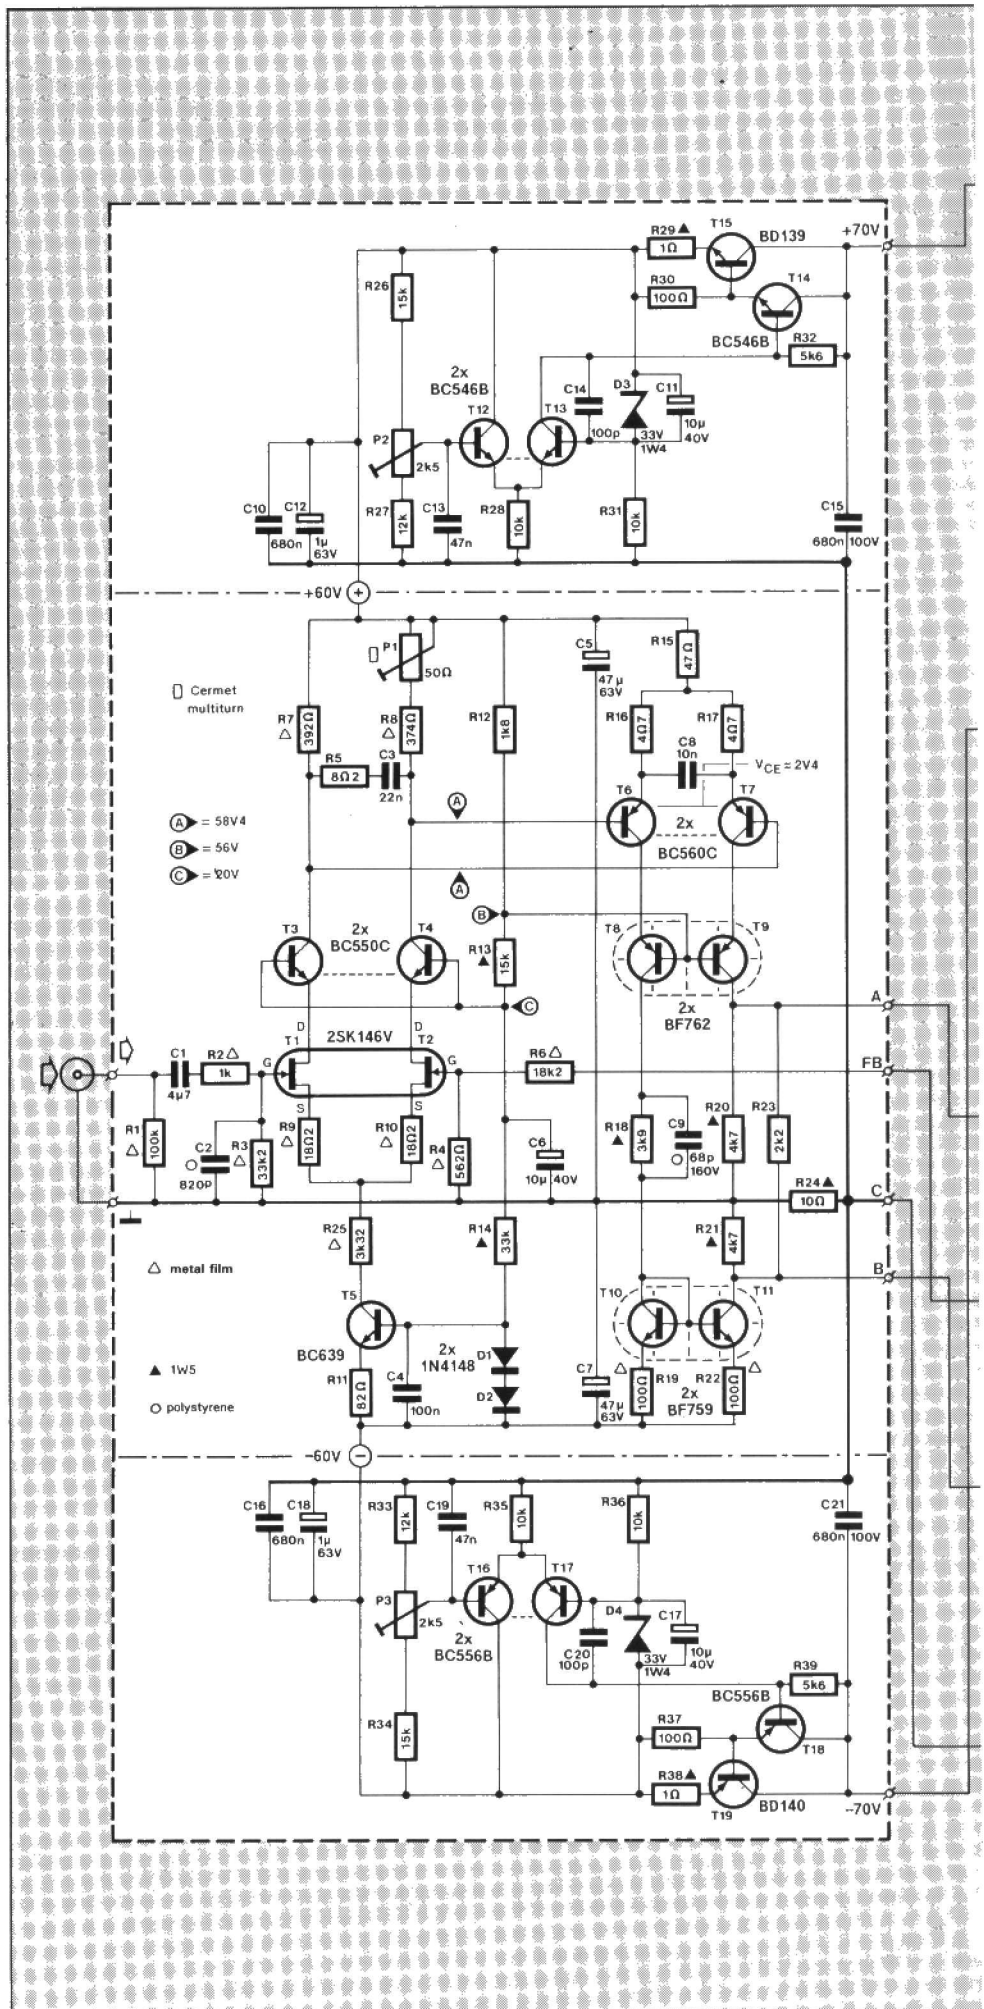 T15
BD139
+70V
R29
1Ω
T14
R26
15k
R30
100Ω
BC546B
R32
5k6
2x
BC546B
T12
T13
C14
100p
D3
33V
1W4
C11
10µ
40V
P2
2k5
C10
680n
C12
1µ
63V
R27
12k
C13
47n
R28
10k
R31
10k
C15
680n 100V
+60V
+
P1
50Ω
C5
47µ
63V
R15
47Ω
Cermet
multiturn
R7
392Ω
R8
374Ω
R12
1k8
R16
4Ω7
R17
4Ω7
R5
8Ω2
C3
22n
C8
10n
VCE = 2V4
A
T6
T7
2x
BC560C
A = 58V4
B = 56V
C = 20V
A
B
T3
2x
BC550C
T4
R13
15k
T8
T9
2x
BF762
C
A
D
D
T1
2SK146V
T2
G
G
C1
4µ7
R2
1k
R6
18k2
FB
S
S
R1
100k
C2
820p
R3
33k2
R9
18Ω2
R10
18Ω2
R4
562Ω
C6
10µ 40V
R18
3k9
C9
68p
160V
R20
4k7
R23
2k2
R24
10Ω
C
R25
3k32
R14
33k
R21
4k7
B
metal film
T5
BC639
T10
T11
2x
1N4148
D1
D2
1W5
R11
82Ω
C4
100n
C7
47µ
63V
R19
100Ω
R22
100Ω
2x
BF759
polystyrene
-60V
−
C16
680n
C18
1µ
63V
R33
12k
C19
47n
R35
10k
R36
10k
C21
680n 100V
T16
T17
P3
2k5
2x
BC556B
C20
100p
D4
33V
1W4
C17
10µ
40V
R39
5k6
BC556B
R34
15k
R37
100Ω
T18
R38
1Ω
T19
BD140
−70V